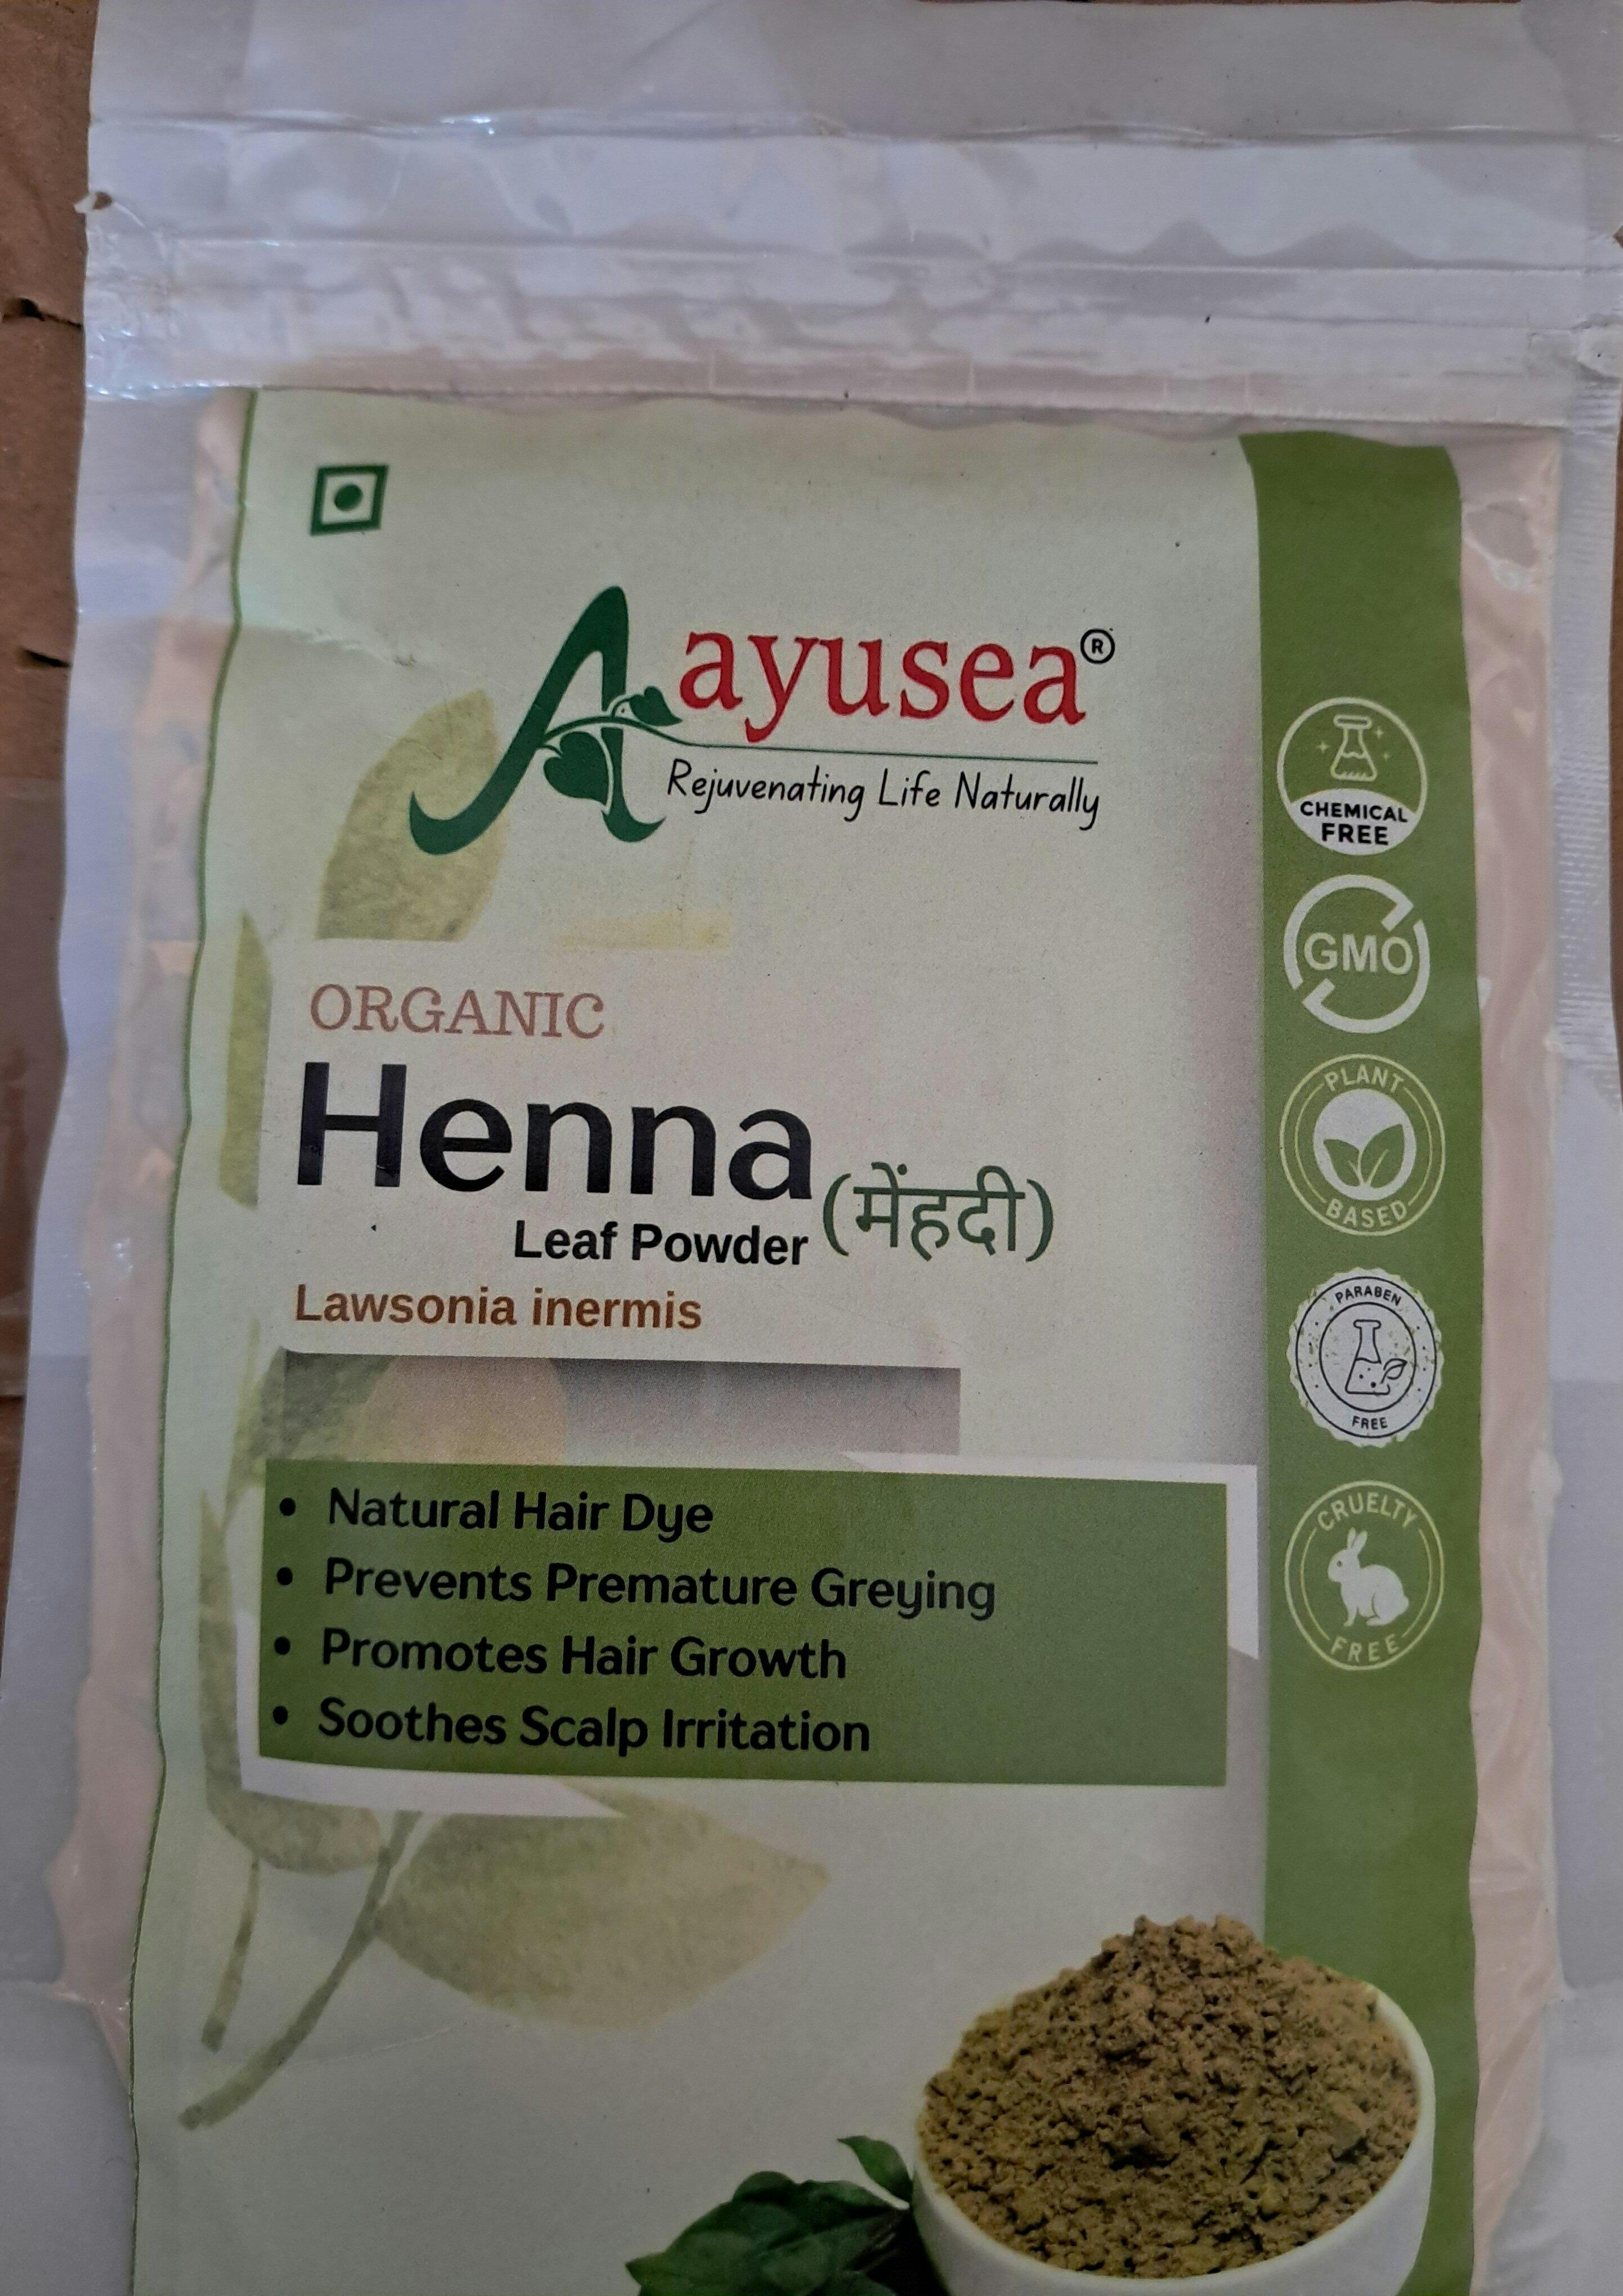 Aayusea®
Rejuvenating Life Naturally
ORGANIC
Henna
Leaf Powder (मेंहदी)
Lawsonia inermis
• Natural Hair Dye
• Prevents Premature Greying
• Promotes Hair Growth
• Soothes Scalp Irritation
CHEMICAL
FREE
GMO
PLANT
BASED
PARABEN
FREE
CRUELTY
FREE